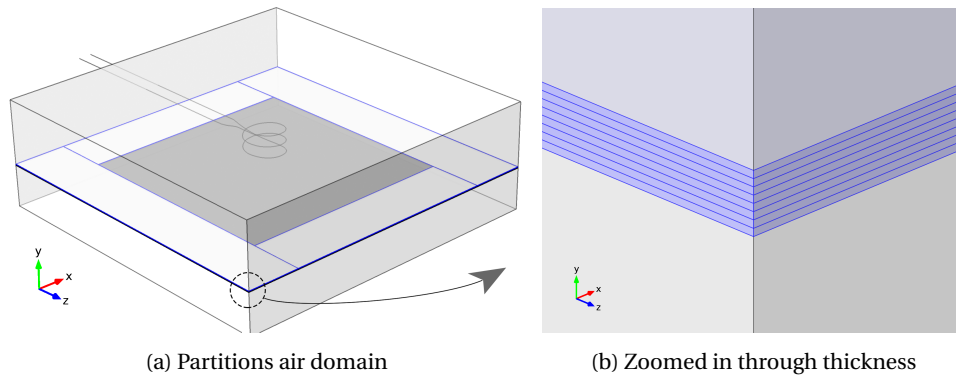 y
x
z
y
x
z
(a) Partitions air domain
(b) Zoomed in through thickness